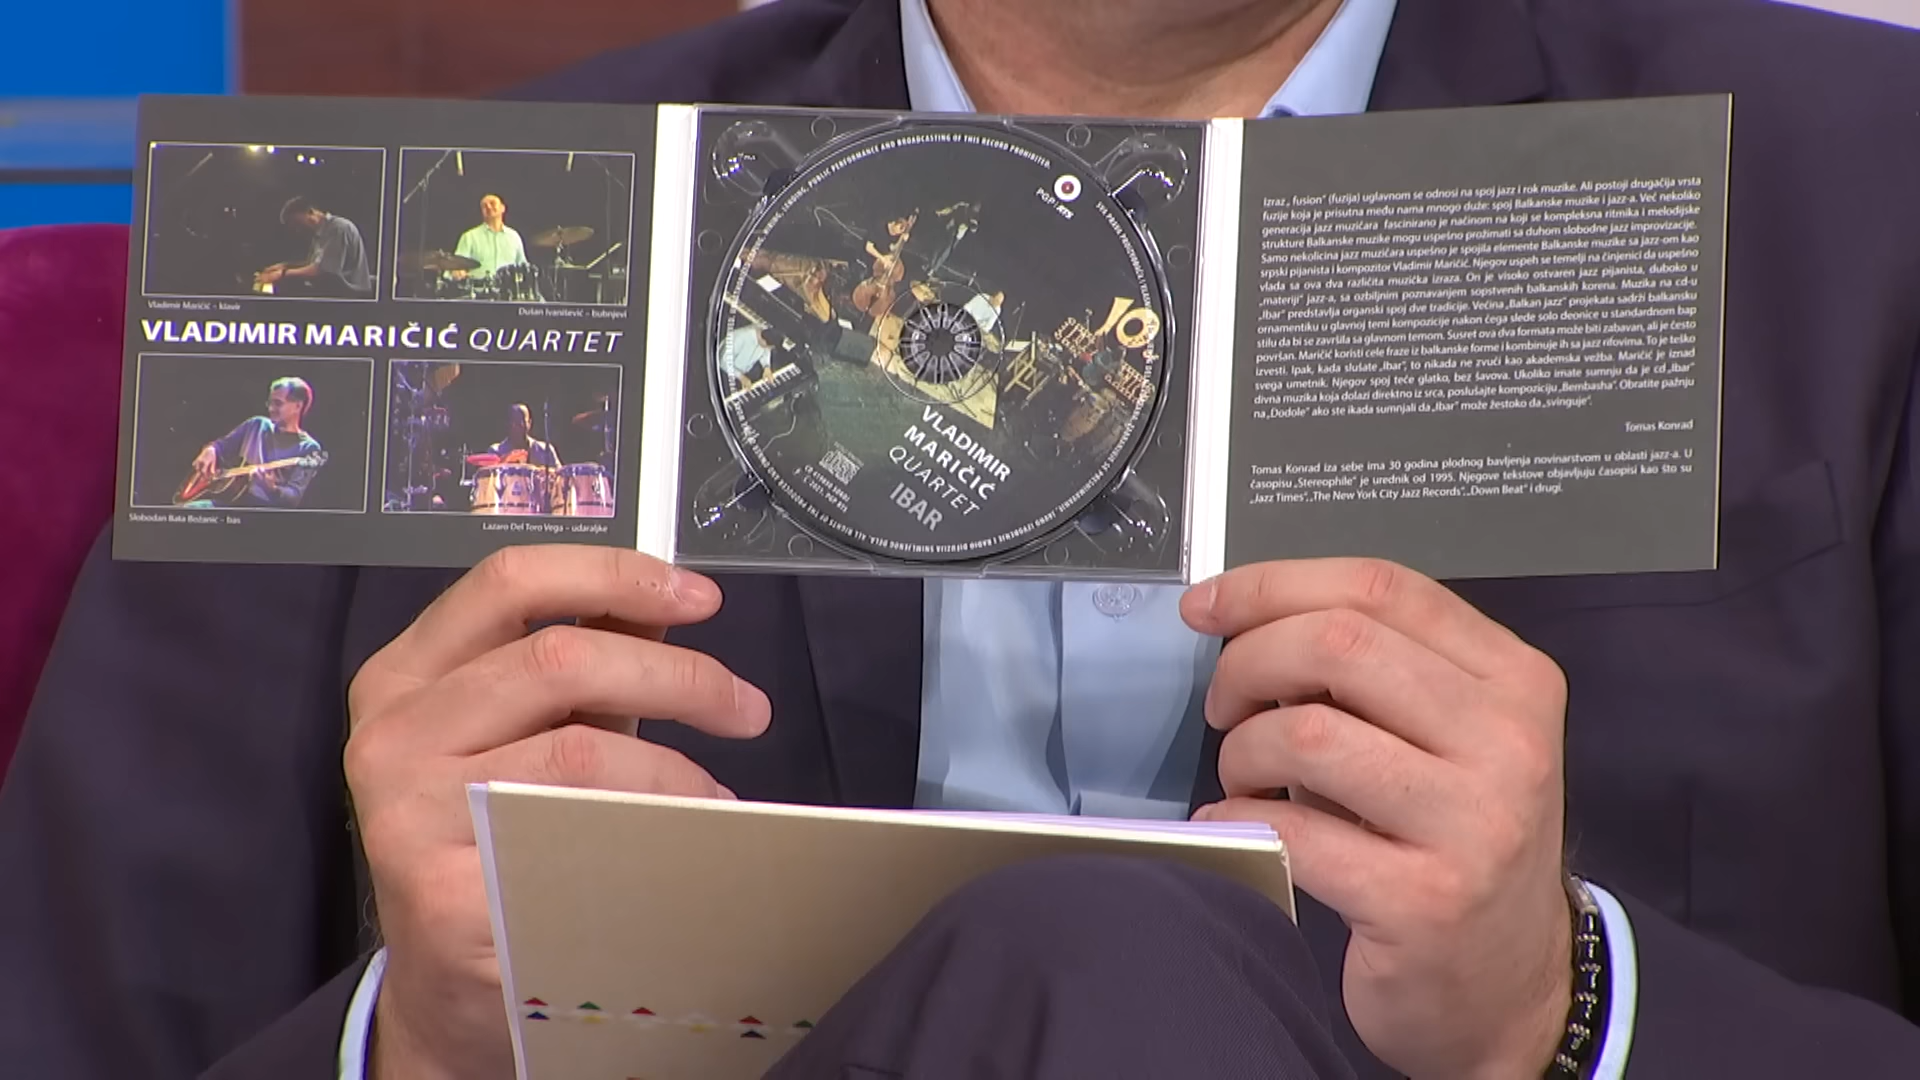 Vladimir Maričić – klavir
Dušan Ivanišević – bubnjevi
VLADIMIR MARIČIĆ QUARTET
Slobodan Bata Božanić – bas
Lazaro Del Toro Vega – udaraljke
PUBLIC PERFORMANCE AND BROADCASTING OF THIS RECORD PROHIBITED.
PGP RTS
VLADIMIR
MARIČIĆ
QUARTET
IBAR
Izraz „fusion“ (fuzija) uglavnom se odnosi na spoj jazz i rok muzike. Ali postoji drugačija vrsta
fuzije koja je prisutna među nama mnogo duže: spoj Balkanske muzike i jazz-a. Već nekoliko
generacija jazz muzičara fascinirano je načinom na koji se kompleksna ritmika i melodijske
strukture Balkanske muzike mogu uspešno prožimati sa duhom slobodne jazz improvizacije.
Samo nekolicina jazz muzičara uspešno je spojila elemente Balkanske muzike sa jazz-om kao
srpski pijanista i kompozitor Vladimir Maričić. Njegov uspeh se temelji na činjenici da uspešno
vlada sa ova dva različita muzička izraza. On je visoko ostvaren jazz pijanista, duboko u
„materiji“ jazz-a, sa ozbiljnim poznavanjem sopstvenih balkanskih korena. Muzika na cd-u
„Ibar“ predstavlja organski spoj dve tradicije. Većina „Balkan jazz“ projekata sadrži balkansku
ornamentiku u glavnoj temi kompozicije nakon čega slede solo deonice u standardnom bap
stilu da bi se završila sa glavnom temom. Susret ova dva formata može biti zabavan, ali je često
površan. Maričić koristi cele fraze iz balkanske forme i kombinuje ih sa jazz rifovima. To je teško
izvesti. Ipak, kada slušate „Ibar“, to nikada ne zvuči kao akademska vežba. Maričić je iznad
svega umetnik. Njegov spoj teče glatko, bez šavova. Ukoliko imate sumnju da je cd „Ibar“
divna muzika koja dolazi direktno iz srca, poslušajte kompoziciju „Bembasha“. Obratite pažnju
na „Dodole“ ako ste ikada sumnjali da „Ibar“ može žestoko da „svinguje“.
Tomas Konrad
Tomas Konrad iza sebe ima 30 godina plodnog bavljenja novinarstvom u oblasti jazz-a. U
časopisu „Stereophile“ je urednik od 1995. Njegove tekstove objavljuju časopisi kao što su
„Jazz Times“, „The New York City Jazz Records“, „Down Beat“ i drugi.